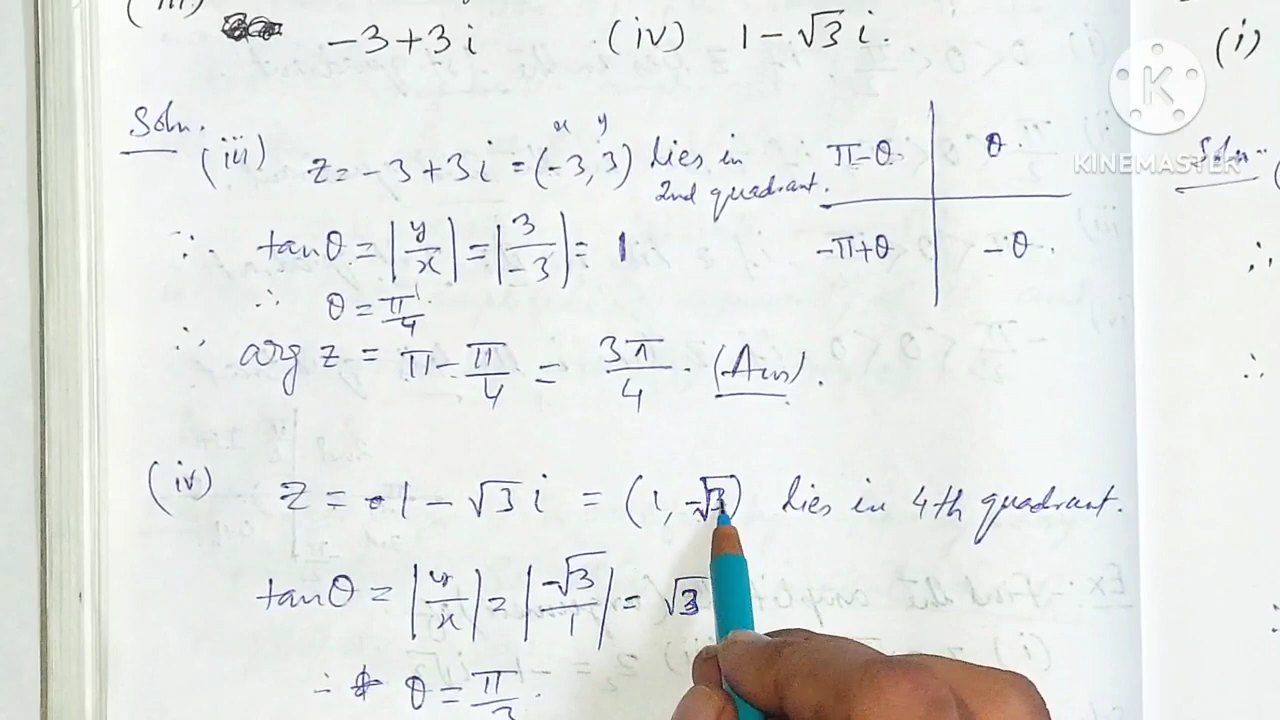 (iii)
-3+3i (iv) 1-√3 i.
(i)
K
KINEMASTER
Soln.
(iii) z=-3+3i = (-3, 3) lies in
x y
2nd quadrant.
π-θ. θ.
-π+θ -θ.
∴ tanθ = |y/x| = |3/-3| = 1
∴ θ = π/4
∴ arg z = π - π/4 = 3π/4 . (Ans).
(iv) z = 1 - √3 i = (1, -√3) lies in 4th quadrant.
tanθ = |y/x| = |-√3/1| = √3
∴ θ = π/3.